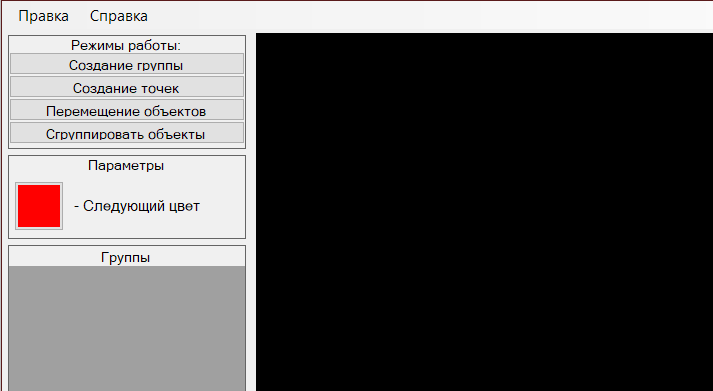 Правка Справка
Режимы работы:
Создание группы
Создание точек
Перемещение объектов
Сгруппировать объекты
Параметры
- Следующий цвет
Группы